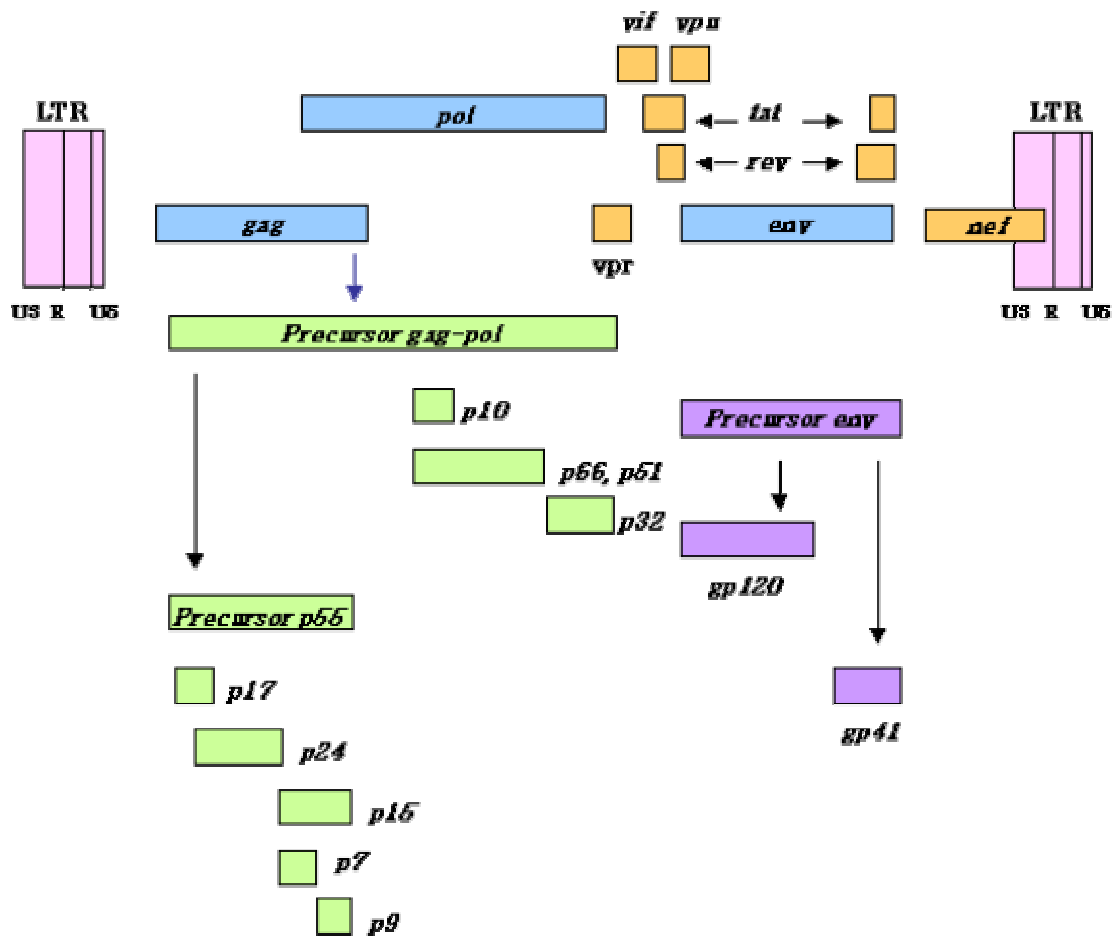 vif vpu
LTR
pol
tat
LTR
rev
gag
env
nef
vpr
U3 R U5
U3 R U5
Precursor gag-pol
p10
Precursor env
p66, p51
p32
gp120
Precursor p55
p17
gp41
p24
p15
p7
p9